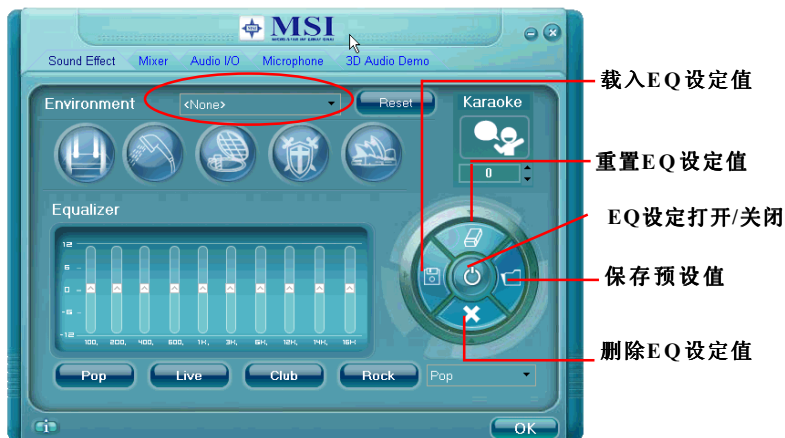 MSI
Sound Effect Mixer Audio I/O Microphone 3D Audio Demo
载入EQ设定值
Environment <None> Reset Karaoke
重置EQ设定值
0
Equalizer
EQ设定打开/关闭
12
6
0
-6
-12
保存预设值
100, 200, 400, 600, 1K, 3K, 6K, 12K, 14K, 16K
删除EQ设定值
Pop Live Club Rock Pop
OK